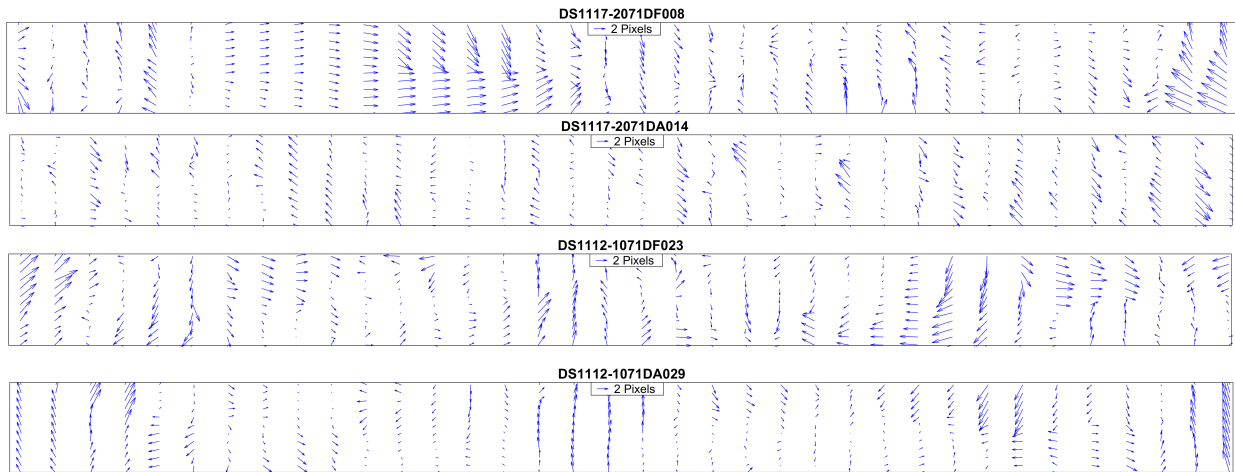 DS1117-2071DF008
2 Pixels
DS1117-2071DA014
2 Pixels
DS1112-1071DF023
2 Pixels
DS1112-1071DA029
2 Pixels